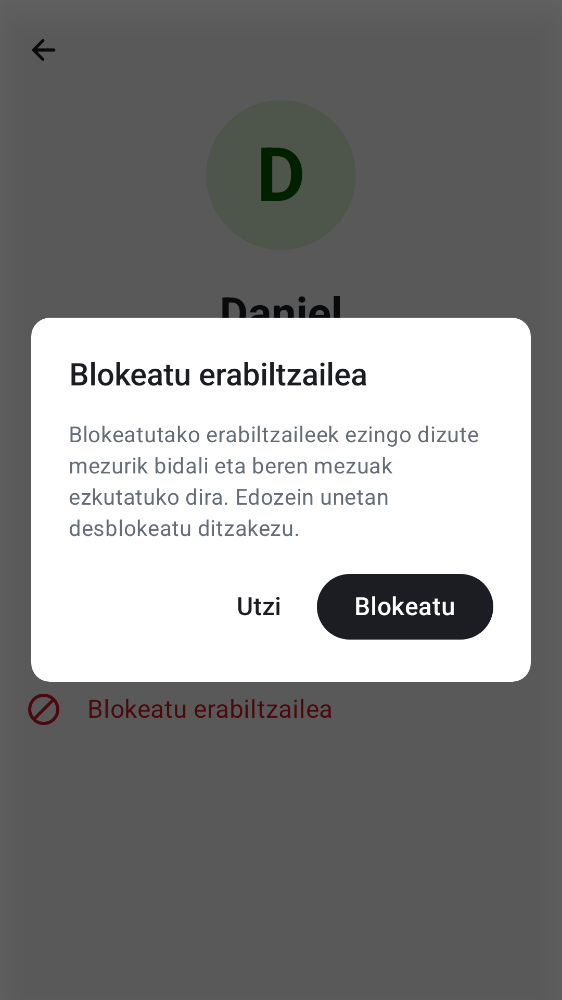 D
Daniel
Blokeatu erabiltzailea
Blokeatutako erabiltzaileek ezingo dizute
mezurik bidali eta beren mezuak
ezkutatuko dira. Edozein unetan
desblokeatu ditzakezu.
Utzi
Blokeatu
Blokeatu erabiltzailea